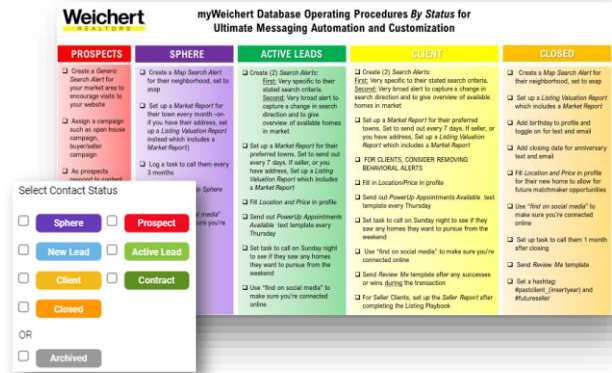 Weichert
REALTORS
myWeichert Database Operating Procedures By Status for
Ultimate Messaging Automation and Customization
PROSPECTS
Create a Generic
Search Alert for
your market area to
encourage visits to
your website
Assign a campaign
such as open house
campaign,
buyer/seller
campaign
As prospects
respond to content
SPHERE
Create a Map Search Alert
for their neighborhood, set to
asap
Set up a Market Report for
their town every month -or-
if you have their address, set
up a Listing Valuation Report
instead which includes a
Market Report)
Log a task to call them every
3 months
Sphere
media"
sure you're
ACTIVE LEADS
Create (2) Search Alerts:
First: Very specific to their
stated search criteria.
Second: Very broad alert to
capture a change in search
direction and to give
overview of available homes
in market
Set up a Market Report for their
preferred towns. Set to send out
every 7 days. If seller, or you
have address, Set up a Listing
Valuation Report which includes
a Market Report)
Fill Location and Price in profile
Send out PowerUp Appointments
Available text template every
Thursday
Set task to call on Sunday night
to see if they saw any homes
they want to pursue from the
weekend
Use "find on social media" to
make sure you're connected
online
CLIENT
Create (2) Search Alerts:
First: Very specific to their stated search criteria.
Second: Very broad alert to capture a change in
search direction and to give overview of available
homes in market
Set up a Market Report for their preferred
towns. Set to send out every 7 days. If seller, or
you have address, Set up a Listing Valuation
Report which includes a Market Report)
FOR CLIENTS, CONSIDER REMOVING
BEHAVIORAL ALERTS
Fill in Location/Price in profile
Send out PowerUp Appointments Available text
template every Thursday
Set task to call on Sunday night to see if they
saw any homes they want to pursue from the
weekend
Use "find on social media" to make sure you're
connected online
Send Review Me template after any successes
or wins during the transaction
For Seller Clients, set up the Seller Report after
completing the Listing Playbook
CLOSED
Create a Map Search Alert for
their neighborhood, set to asap
Set up a Listing Valuation Report
which includes a Market Report
Add birthday to profile and
toggle on for text and email
Add closing date for anniversary
text and email
Fill Location and Price in profile
for their new home to allow for
future matchmaker opportunities
Use "find on social media" to
make sure you're connected
online
Set up task to call them 1 month
after closing
Send Review Me template
Set a hashtag:
#pastclient_(insertyear) and
#futureseller
Select Contact Status
Sphere
Prospect
New Lead
Active Lead
Client
Contract
Closed
OR
Archived